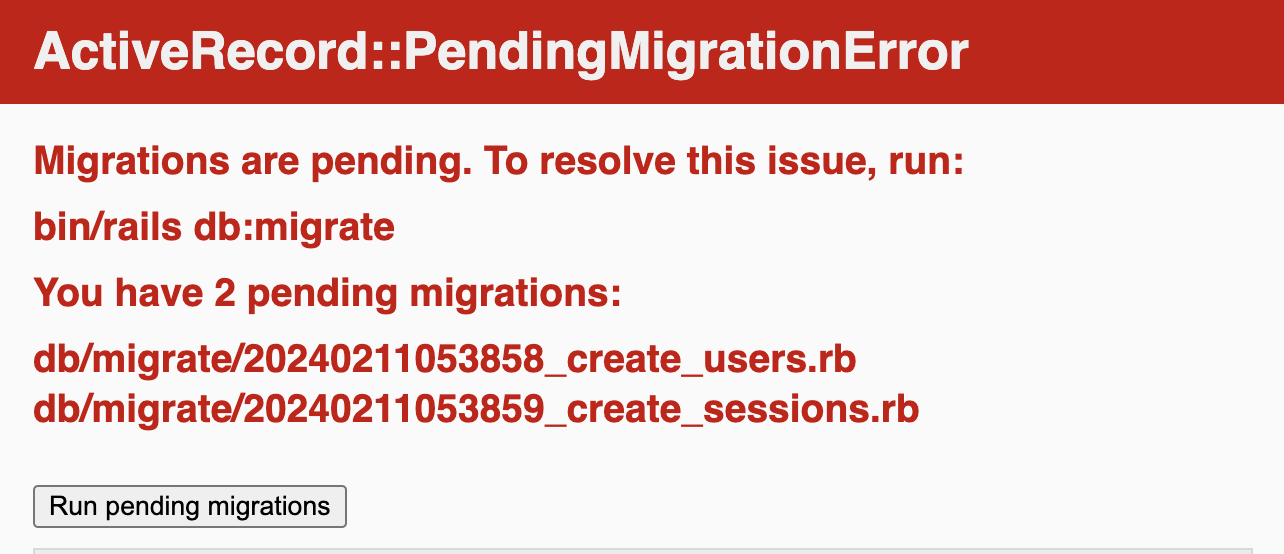 ActiveRecord::PendingMigrationError
Migrations are pending. To resolve this issue, run:
bin/rails db:migrate
You have 2 pending migrations:
db/migrate/20240211053858_create_users.rb
db/migrate/20240211053859_create_sessions.rb
Run pending migrations